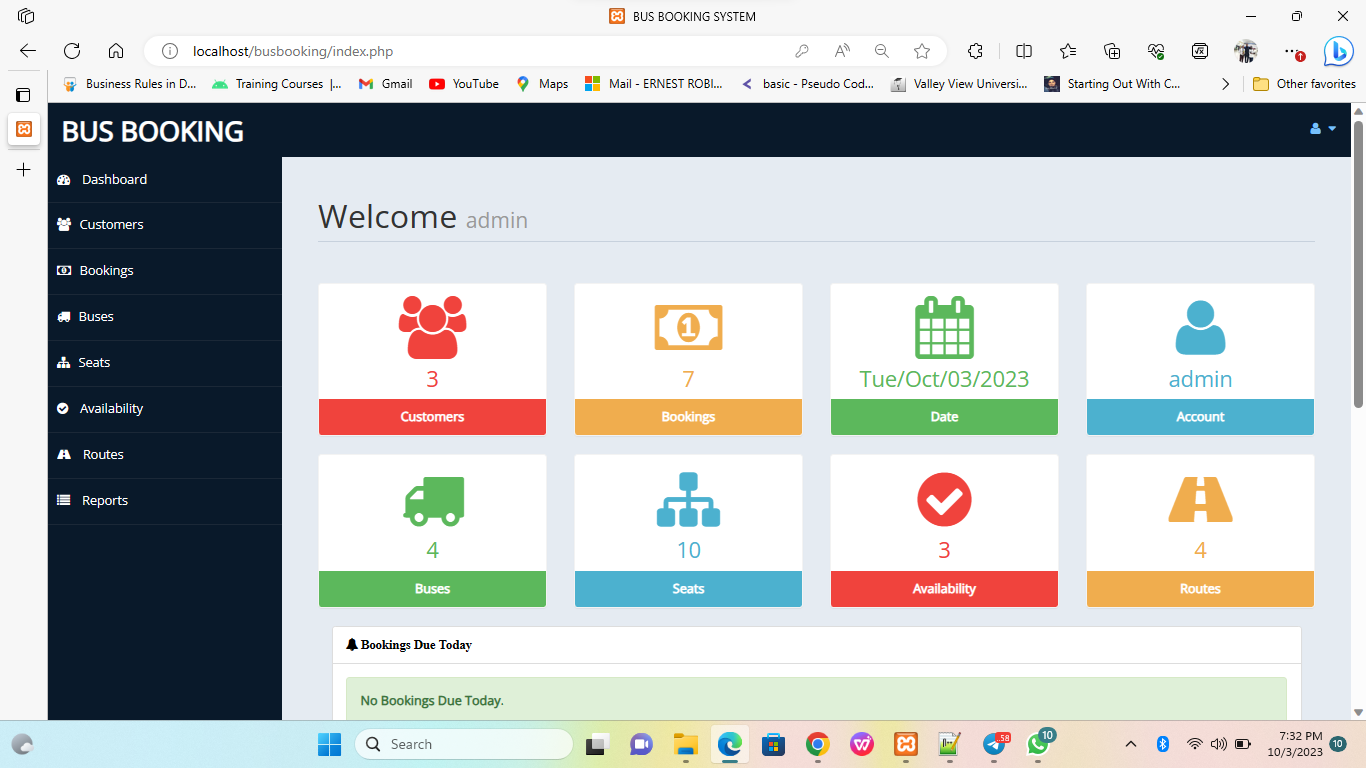 BUS BOOKING SYSTEM
localhost/busbooking/index.php
Business Rules in D...
Training Courses |...
Gmail
YouTube
Maps
Mail - ERNEST ROBI...
basic - Pseudo Cod...
Valley View Universi...
Starting Out With C...
Other favorites
BUS BOOKING
Dashboard
Customers
Bookings
Buses
Seats
Availability
Routes
Reports
Welcome admin
3
Customers
1
7
Bookings
Tue/Oct/03/2023
Date
admin
Account
4
Buses
10
Seats
3
Availability
4
Routes
Bookings Due Today
No Bookings Due Today.
Search
58
10
7:32 PM
10/3/2023
10